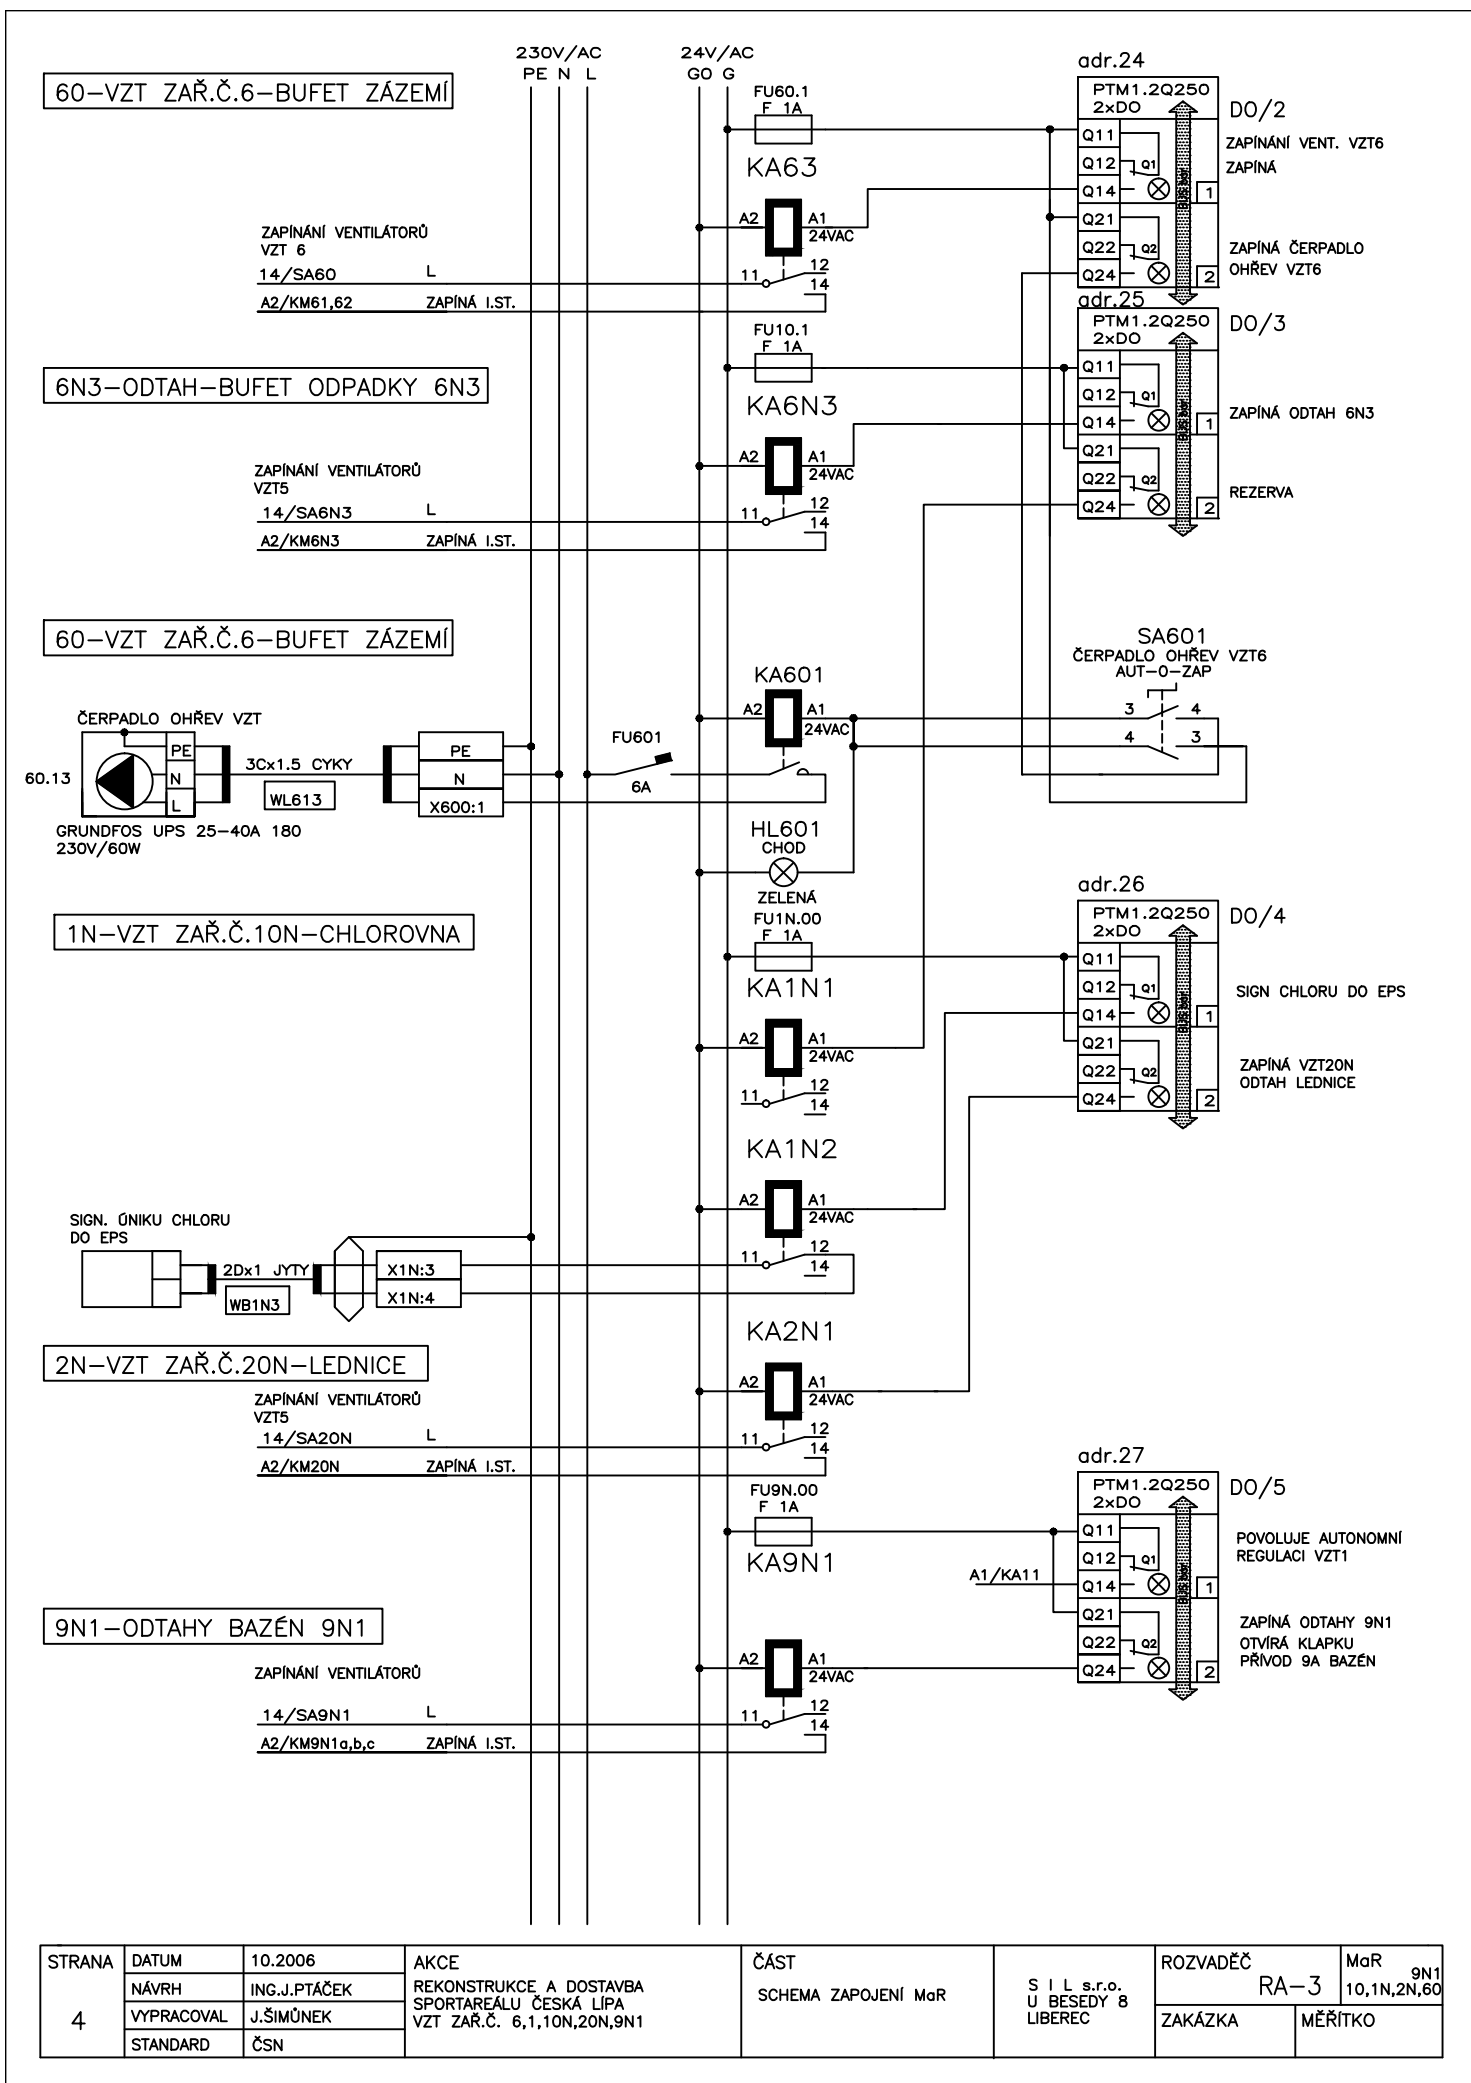 230V/AC
PE N L
24V/AC
G0 G
60-VZT ZAŘ.Č.6-BUFET ZÁZEMÍ
FU60.1
F 1A
KA63
A2
A1
24VAC
11
12
14
ZAPÍNÁNÍ VENTILÁTORŮ
VZT 6
14/SA60
L
A2/KM61,62
ZAPÍNÁ I.ST.
adr.24
PTM1.2Q250
2xDO
DO/2
Q11
Q12
Q1
Q14
1
Q21
Q22
Q2
Q24
2
ZAPÍNÁNÍ VENT. VZT6
ZAPÍNÁ
ZAPÍNÁ ČERPADLO
OHŘEV VZT6
6N3-ODTAH-BUFET ODPADKY 6N3
FU10.1
F 1A
KA6N3
A2
A1
24VAC
11
12
14
ZAPÍNÁNÍ VENTILÁTORŮ
VZT5
14/SA6N3
L
A2/KM6N3
ZAPÍNÁ I.ST.
adr.25
PTM1.2Q250
2xDO
DO/3
Q11
Q12
Q1
Q14
1
Q21
Q22
Q2
Q24
2
ZAPÍNÁ ODTAH 6N3
REZERVA
60-VZT ZAŘ.Č.6-BUFET ZÁZEMÍ
ČERPADLO OHŘEV VZT
60.13
PE
N
L
3Cx1.5 CYKY
WL613
PE
N
X600:1
GRUNDFOS UPS 25-40A 180
230V/60W
FU601
6A
KA601
A2
A1
24VAC
HL601
CHOD
ZELENÁ
SA601
ČERPADLO OHŘEV VZT6
AUT-0-ZAP
3
4
4
3
1N-VZT ZAŘ.Č.10N-CHLOROVNA
FU1N.00
F 1A
KA1N1
A2
A1
24VAC
11
12
14
adr.26
PTM1.2Q250
2xDO
DO/4
Q11
Q12
Q1
Q14
1
Q21
Q22
Q2
Q24
2
SIGN CHLORU DO EPS
ZAPÍNÁ VZT20N
ODTAH LEDNICE
KA1N2
A2
A1
24VAC
11
12
14
SIGN. ÚNIKU CHLORU
DO EPS
2Dx1 JYTY
WB1N3
X1N:3
X1N:4
2N-VZT ZAŘ.Č.20N-LEDNICE
KA2N1
A2
A1
24VAC
11
12
14
ZAPÍNÁNÍ VENTILÁTORŮ
VZT5
14/SA20N
L
A2/KM20N
ZAPÍNÁ I.ST.
FU9N.00
F 1A
KA9N1
A2
A1
24VAC
11
12
14
adr.27
PTM1.2Q250
2xDO
DO/5
Q11
Q12
Q1
Q14
1
Q21
Q22
Q2
Q24
2
A1/KA11
POVOLUJE AUTONOMNÍ
REGULACI VZT1
ZAPÍNÁ ODTAHY 9N1
OTVÍRÁ KLAPKU
PŘÍVOD 9A BAZÉN
9N1-ODTAHY BAZÉN 9N1
ZAPÍNÁNÍ VENTILÁTORŮ
14/SA9N1
L
A2/KM9N1a,b,c
ZAPÍNÁ I.ST.
STRANA
4
DATUM
10.2006
NÁVRH
ING.J.PTÁČEK
VYPRACOVAL
J.ŠIMŮNEK
STANDARD
ČSN
AKCE
REKONSTRUKCE A DOSTAVBA
SPORTAREÁLU ČESKÁ LÍPA
VZT ZAŘ.Č. 6,1,10N,20N,9N1
ČÁST
SCHEMA ZAPOJENÍ MaR
S I L s.r.o.
U BESEDY 8
LIBEREC
ROZVADĚČ
RA-3
MaR
9N1
10,1N,2N,60
ZAKÁZKA
MĚŘÍTKO